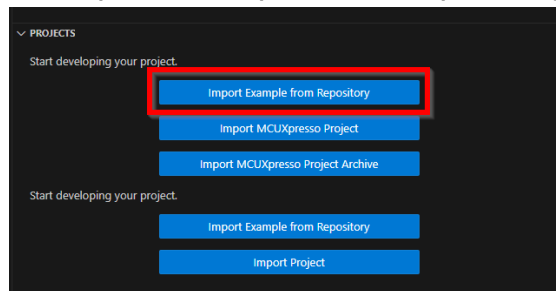 PROJECTS
Start developing your project.
Import Example from Repository
Import MCUXpresso Project
Import MCUXpresso Project Archive
Start developing your project.
Import Example from Repository
Import Project